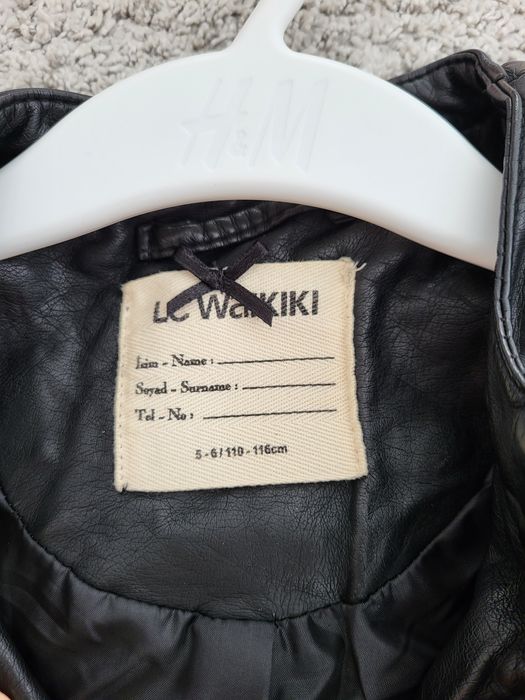 H&M
LC WaiKIKI
İsim - Name :
Soyad - Surname :
Tel - No :
5 - 6 / 110 - 116cm